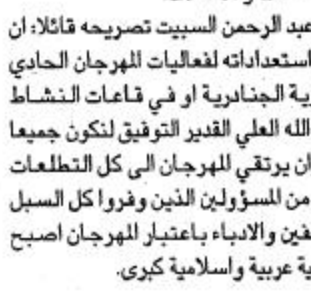 عبد الرحمن السبيت تصريحه قائلا: ان
استعداداته لفعاليات المهرجان الحادي
ية الجنادرية او في قاعات النشاط
الله العلي القدير التوفيق لنكون جميعا
ان يرتقي المهرجان الى كل التطلعات
من المسؤولين الذين وفروا كل السبل
فين والادباء باعتبار المهرجان اصبح
ية عربية واسلامية كبرى.